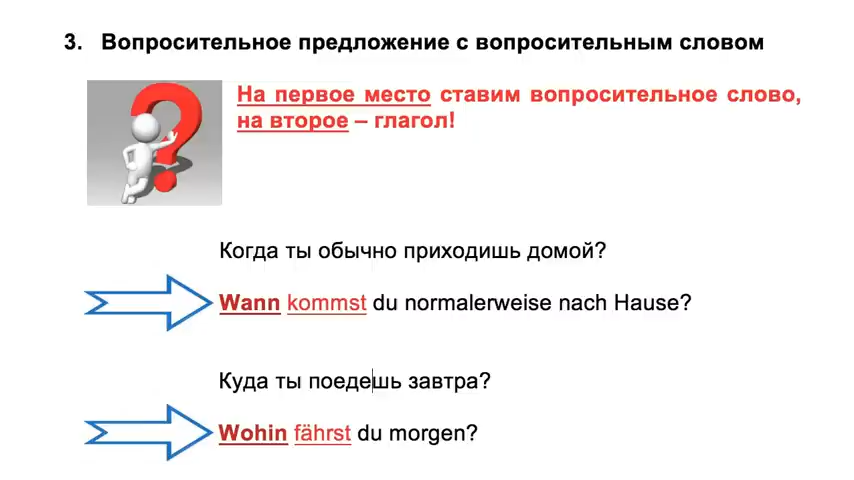 3. Вопросительное предложение с вопросительным словом
На первое место ставим вопросительное слово,
на второе – глагол!
Когда ты обычно приходишь домой?
Wann kommst du normalerweise nach Hause?
Куда ты поедешь завтра?
Wohin fährst du morgen?